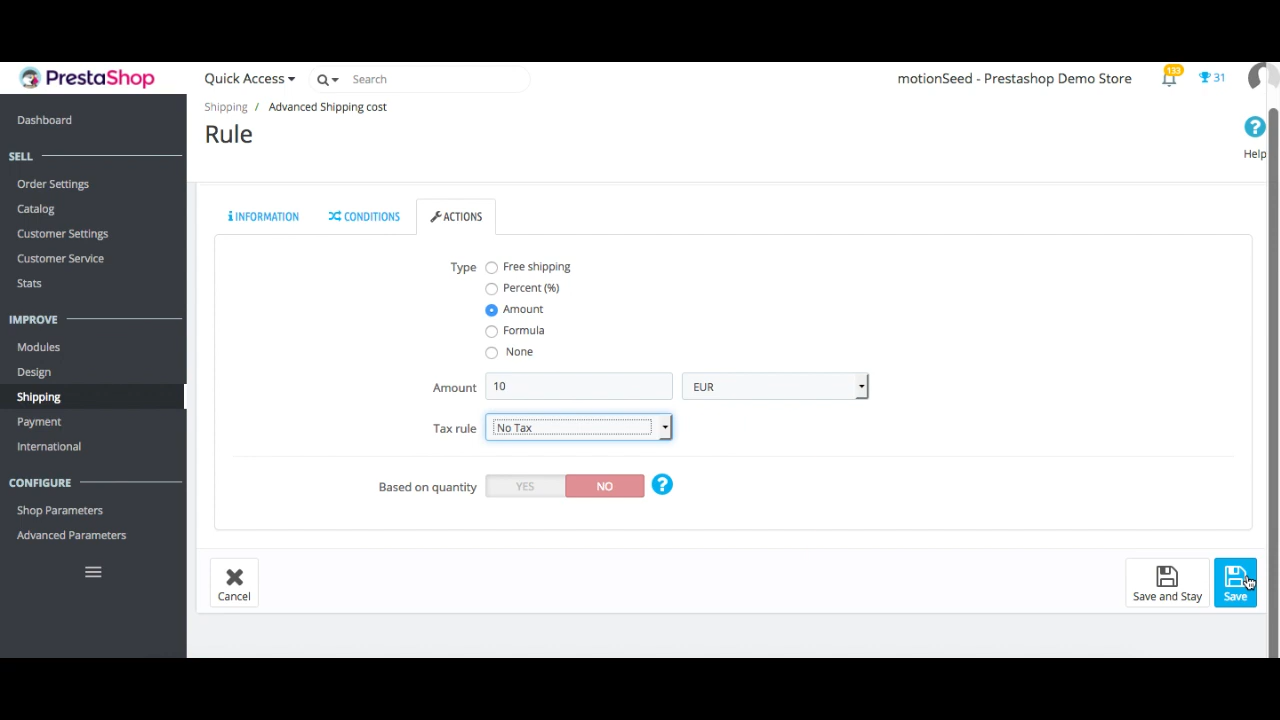 PrestaShop
Quick Access
Search
motionSeed - Prestashop Demo Store
133
31
Shipping / Advanced Shipping cost
Rule
Help
Dashboard
SELL
Order Settings
Catalog
Customer Settings
Customer Service
Stats
IMPROVE
Modules
Design
Shipping
Payment
International
CONFIGURE
Shop Parameters
Advanced Parameters
INFORMATION
CONDITIONS
ACTIONS
Type
Free shipping
Percent (%)
Amount
Formula
None
Amount 10 EUR
Tax rule No Tax
Based on quantity YES NO ?
Cancel
Save and Stay
Save